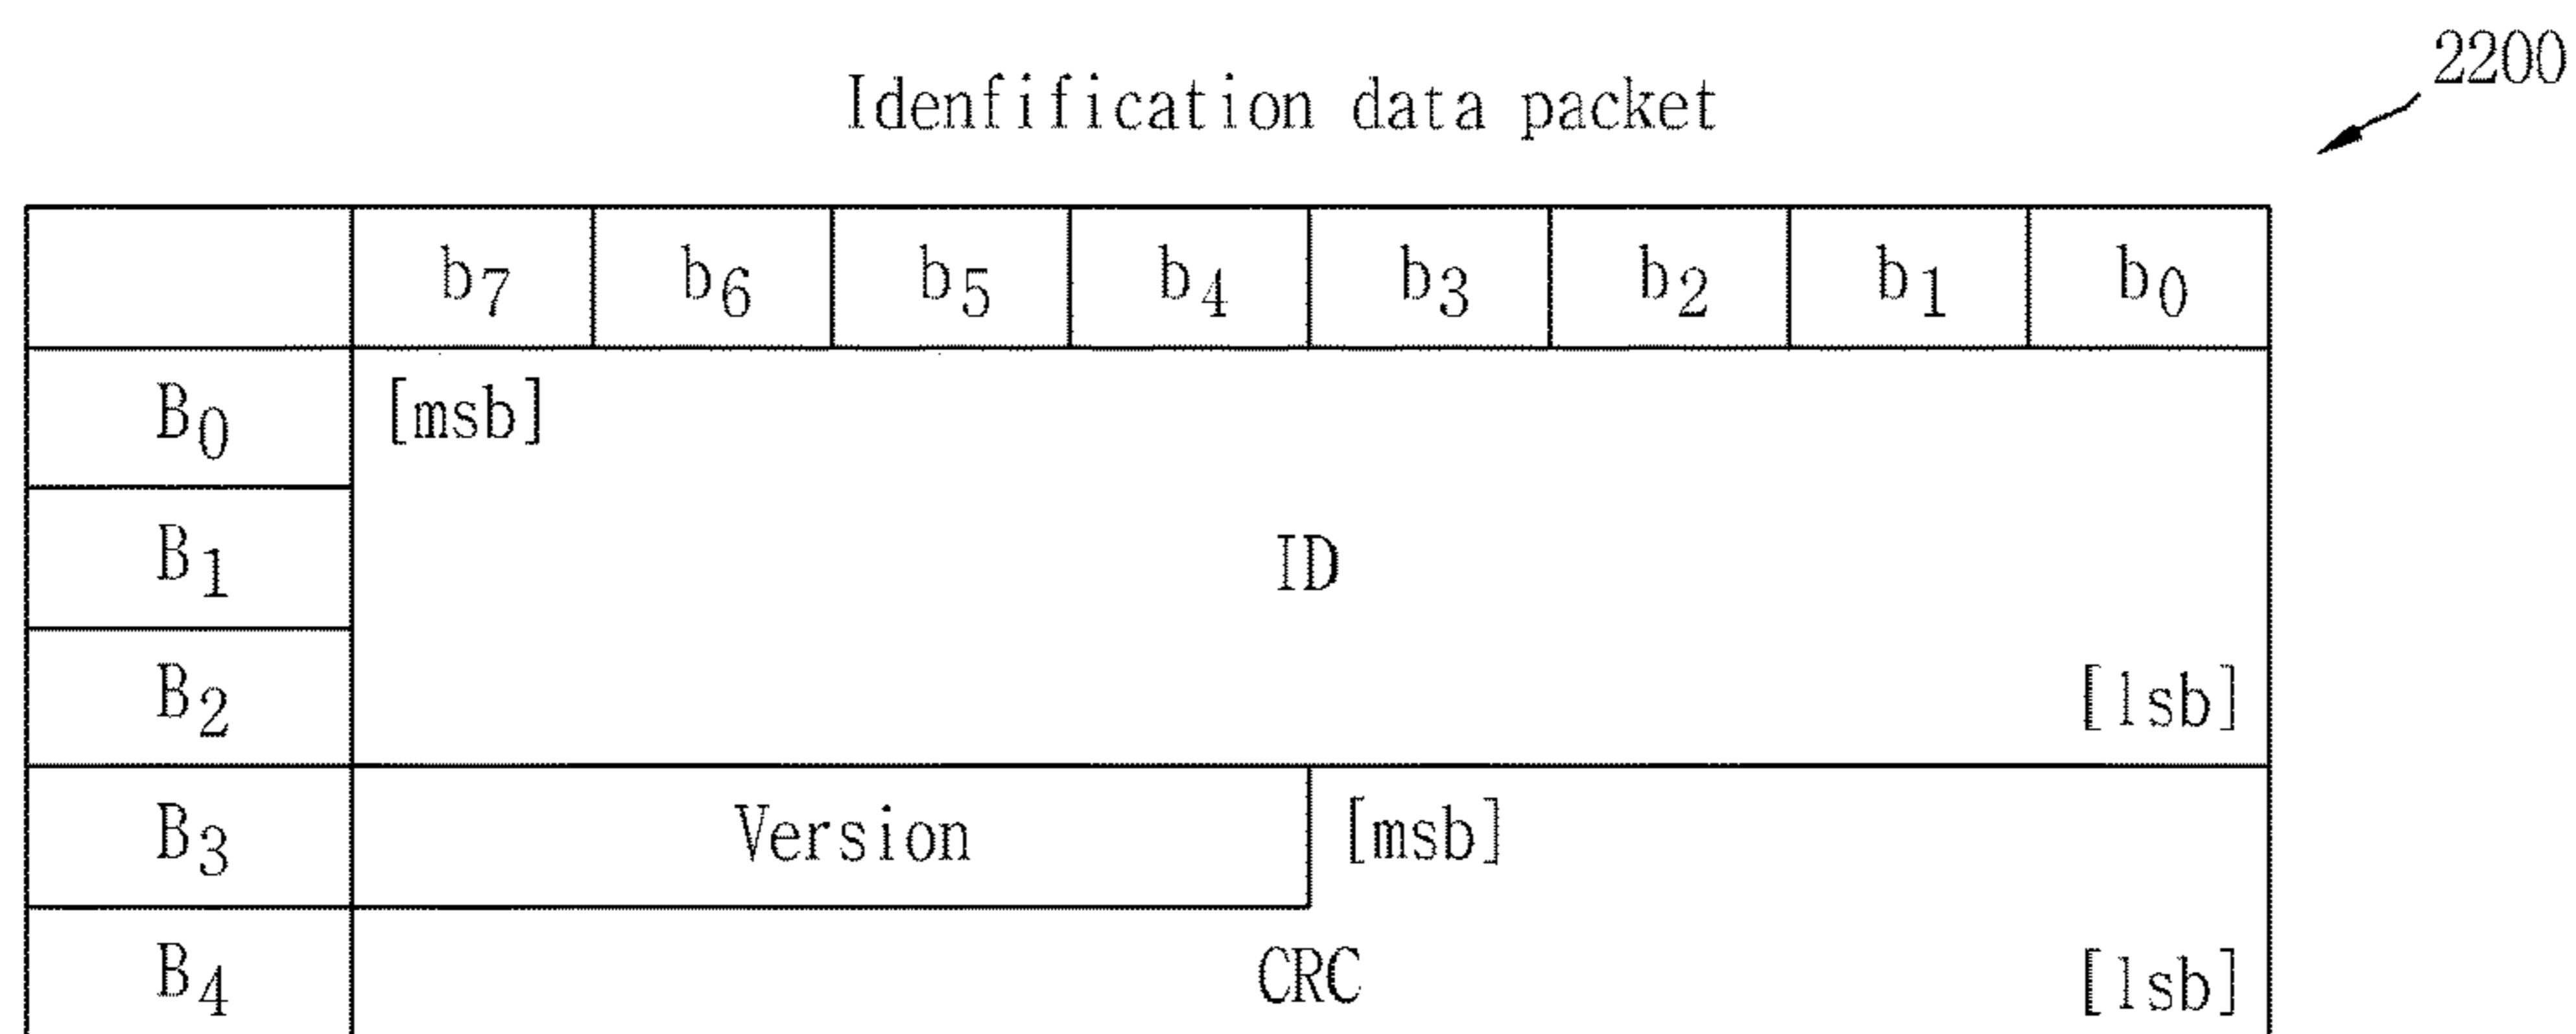 2200
Idenfification data packet
b7 b6 b5 b4 b3 b2 b1 b0
B0 [msb]
B1 ID
B2 [lsb]
B3 Version [msb]
B4 CRC [lsb]